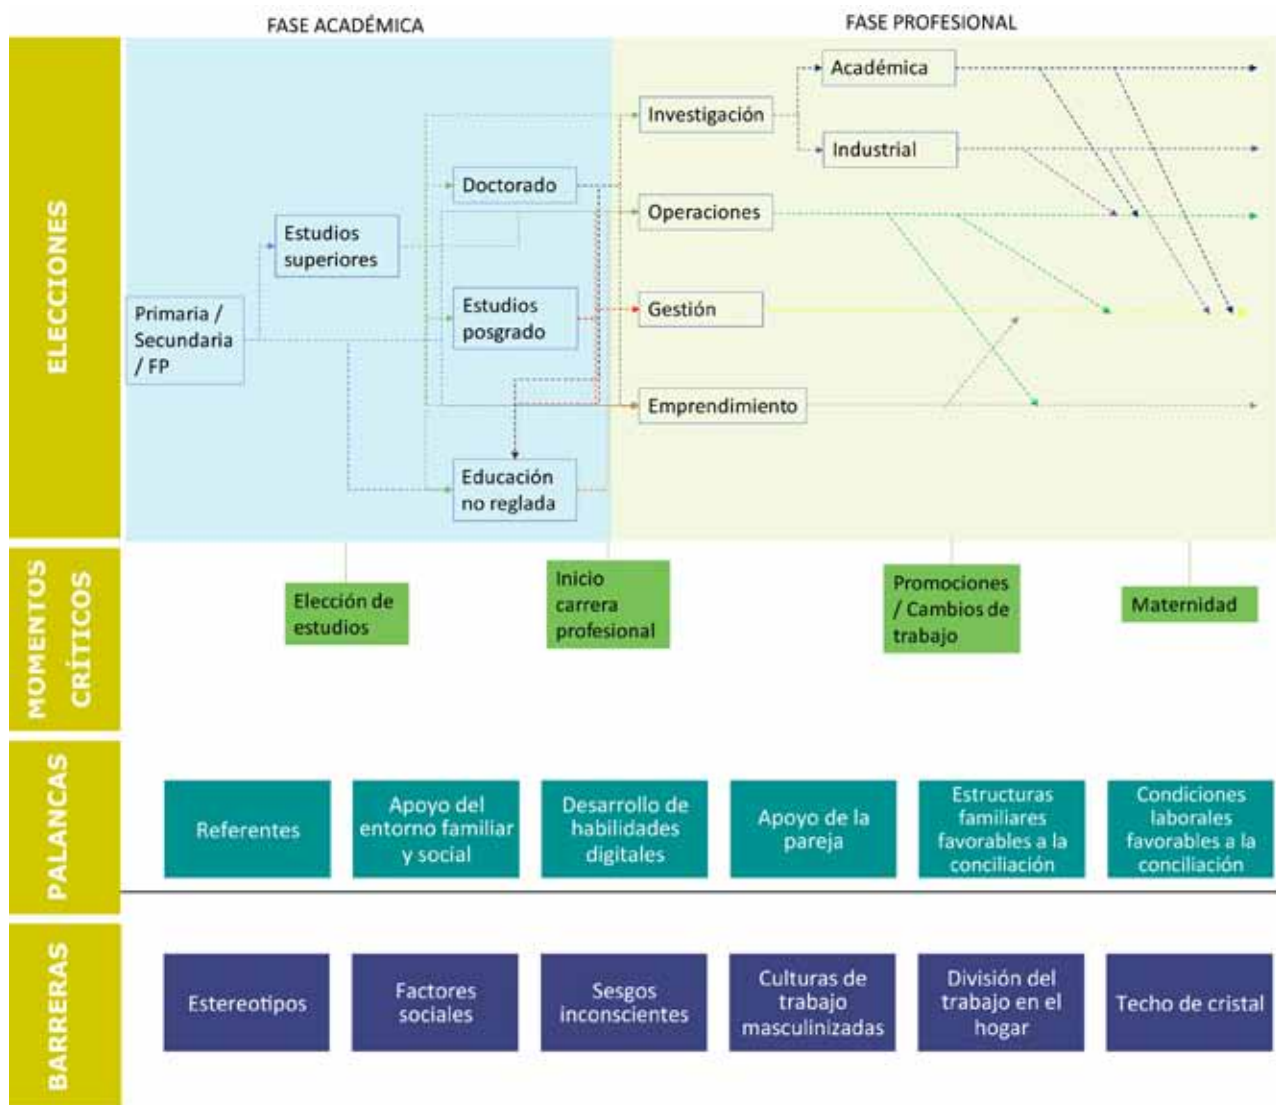 FASE ACADÉMICA
FASE PROFESIONAL
ELECCIONES
Académica
Investigación
Industrial
Doctorado
Operaciones
Estudios
superiores
Estudios
posgrado
Gestión
Primaria /
Secundaria
/ FP
Emprendimiento
Educación
no reglada
MOMENTOS
CRÍTICOS
Elección de
estudios
Inicio
carrera
profesional
Promociones
/ Cambios de
trabajo
Maternidad
PALANCAS
Referentes
Apoyo del
entorno familiar
y social
Desarrollo de
habilidades
digitales
Apoyo de la
pareja
Estructuras
familiares
favorables a la
conciliación
Condiciones
laborales
favorables a la
conciliación
BARRERAS
Estereotipos
Factores
sociales
Sesgos
inconscientes
Culturas de
trabajo
masculinizadas
División del
trabajo en el
hogar
Techo de cristal